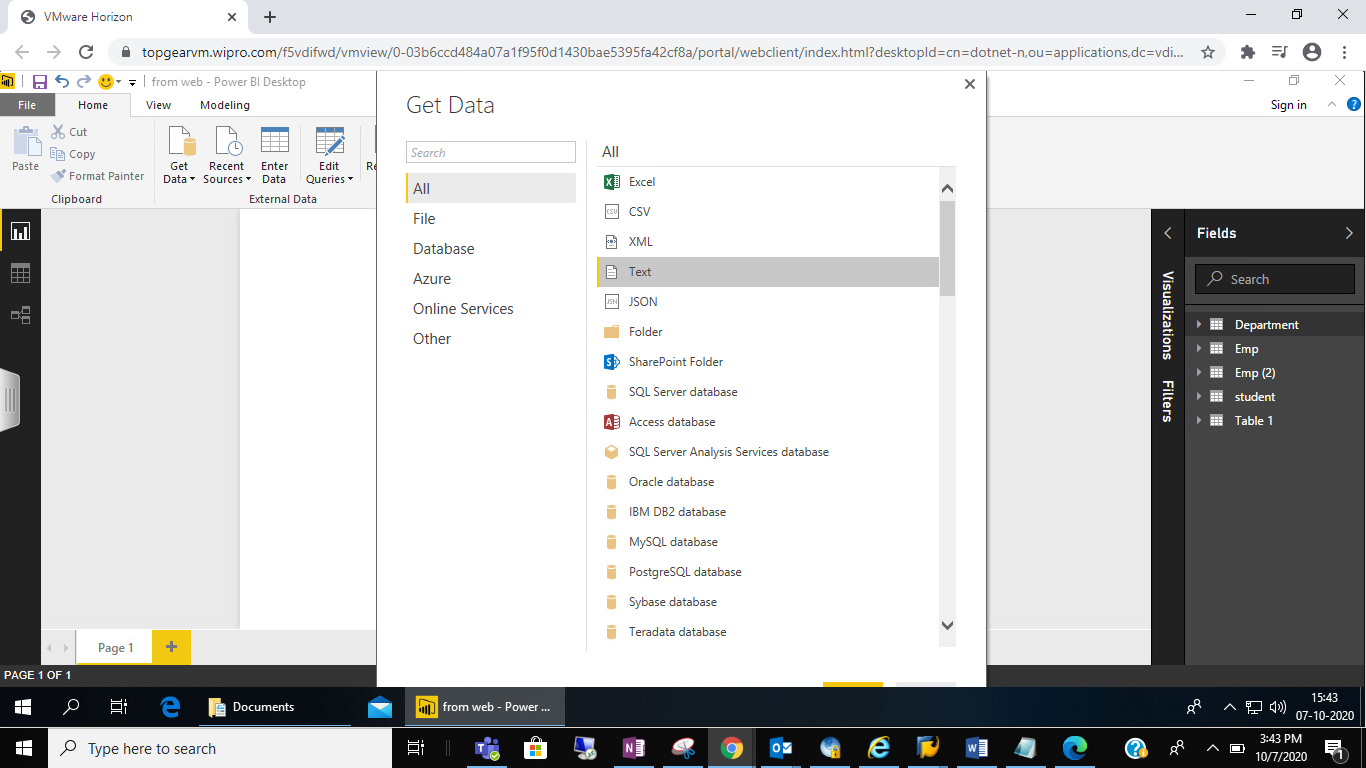 VMware Horizon
topgearvm.wipro.com/f5vdifwd/vmview/0-03b6ccd484a07a1f95f0d1430bae5395fa42cf8a/portal/webclient/index.html?desktopId=cn=dotnet-n,ou=applications,dc=vdi...
from web - Power BI Desktop
File Home View Modeling
Sign in
Paste
Cut
Copy
Format Painter
Clipboard
Get Data
Recent Sources
Enter Data
Edit Queries
Re
External Data
Get Data
Search
All
File
Database
Azure
Online Services
Other
All
Excel
CSV
XML
Text
JSON
Folder
SharePoint Folder
SQL Server database
Access database
SQL Server Analysis Services database
Oracle database
IBM DB2 database
MySQL database
PostgreSQL database
Sybase database
Teradata database
Visualizations
Filters
Fields
Search
Department
Emp
Emp (2)
student
Table 1
Page 1
PAGE 1 OF 1
Documents
from web - Power ...
15:43
07-10-2020
Type here to search
3:43 PM
10/7/2020
1